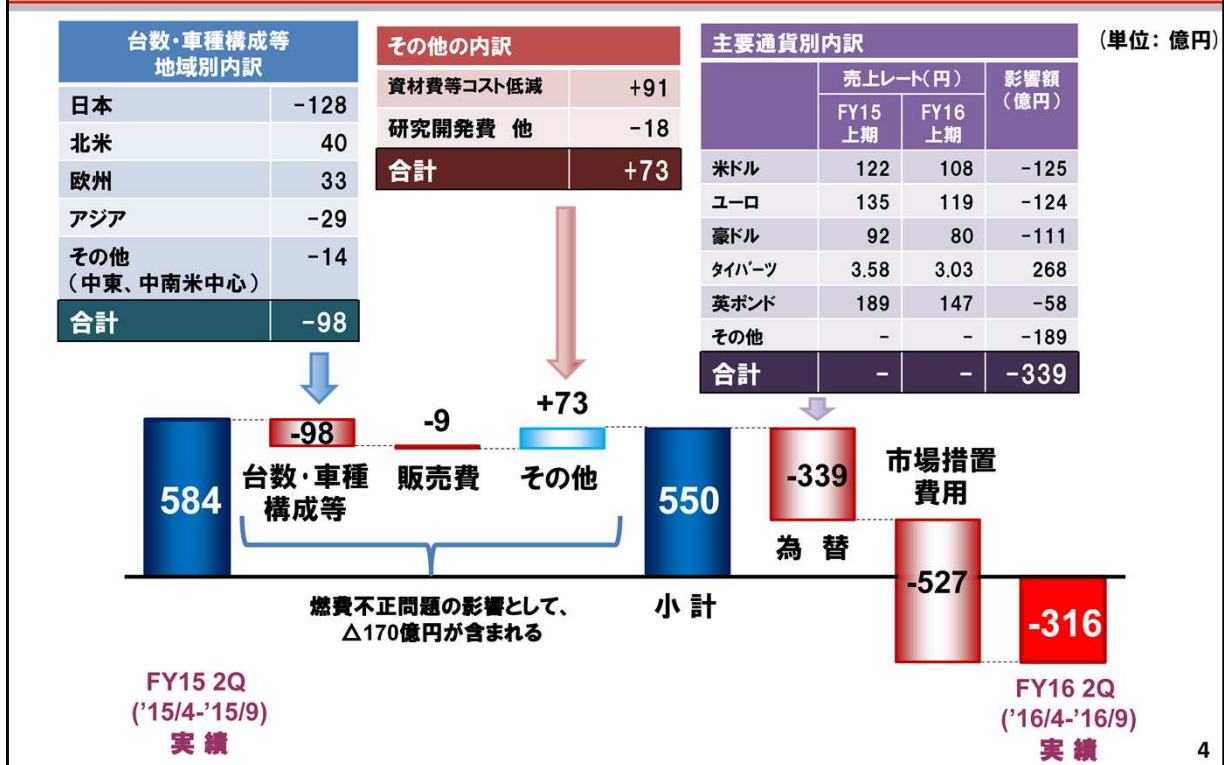 (単位: 億円)
台数・車種構成等
地域別内訳
日本 -128
北米 40
欧州 33
アジア -29
その他 -14
(中東、中南米中心)
合計 -98
その他の内訳
資材費等コスト低減 +91
研究開発費 他 -18
合計 +73
主要通貨別内訳
売上レート(円) 影響額
(億円)
FY15 FY16
上期 上期
米ドル 122 108 -125
ユーロ 135 119 -124
豪ドル 92 80 -111
タイバーツ 3.58 3.03 268
英ポンド 189 147 -58
その他 - - -189
合計 - - -339
584
-98
台数・車種
構成等
-9
販売費
+73
その他
550
小計
-339
為 替
市場措置
費用
-527
-316
燃費不正問題の影響として、
△170億円が含まれる
FY15 2Q
('15/4-'15/9)
実 績
FY16 2Q
('16/4-'16/9)
実 績
4